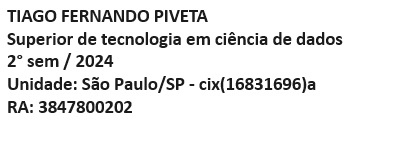 TIAGO FERNANDO PIVETA
Superior de tecnologia em ciência de dados
2° sem / 2024
Unidade: São Paulo/SP - cix(16831696)a
RA: 3847800202